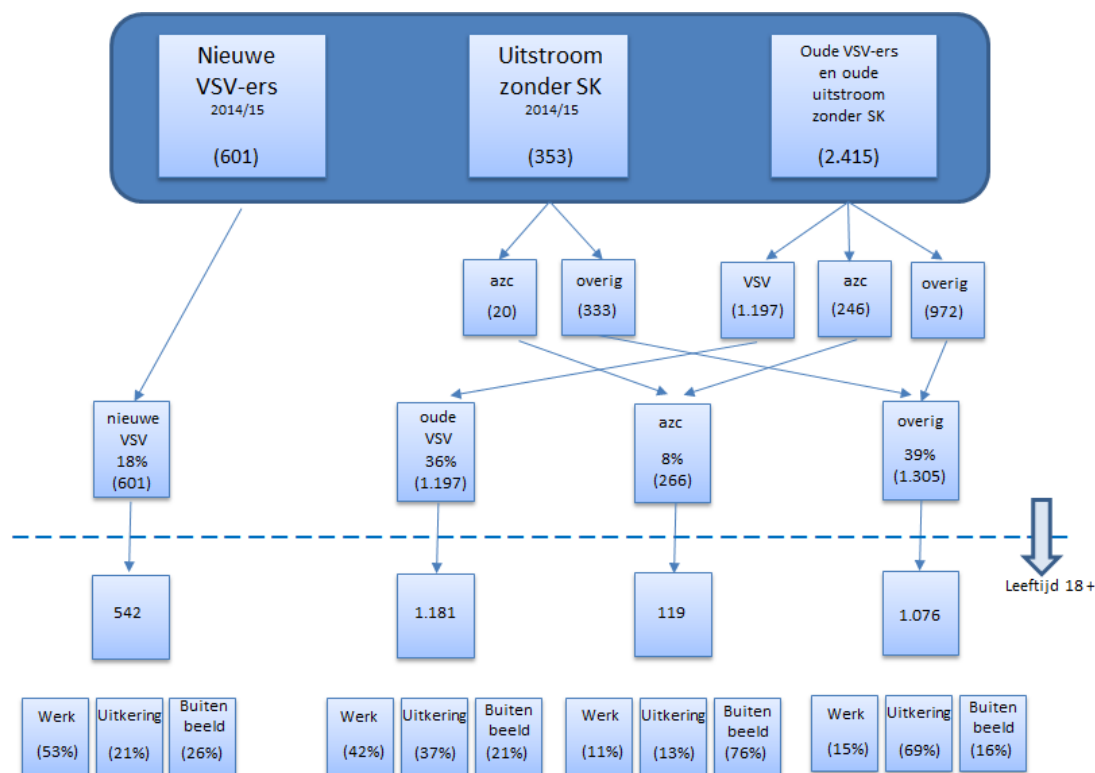 Nieuwe
VSV-ers
2014/15
(601)
Uitstroom
zonder SK
2014/15
(353)
Oude VSV-ers
en oude
uitstroom
zonder SK
(2.415)
azc
(20)
overig
(333)
VSV
(1.197)
azc
(246)
overig
(972)
nieuwe
VSV
18%
(601)
oude
VSV
36%
(1.197)
azc
8%
(266)
overig
39%
(1.305)
Leeftijd 18+
542
1.181
119
1.076
Werk
(53%)
Uitkering
(21%)
Buiten
beeld
(26%)
Werk
(42%)
Uitkering
(37%)
Buiten
beeld
(21%)
Werk
(11%)
Uitkering
(13%)
Buiten
beeld
(76%)
Werk
(15%)
Uitkering
(69%)
Buiten
beeld
(16%)